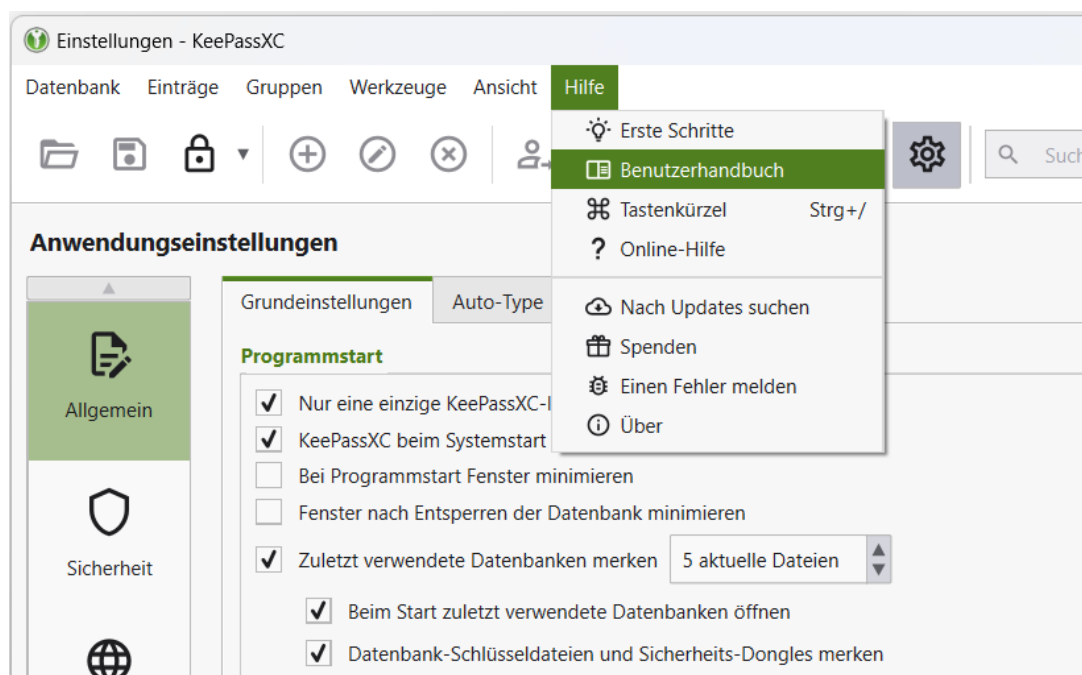 Einstellungen - KeePassXC
Datenbank Einträge Gruppen Werkzeuge Ansicht Hilfe
Erste Schritte
Benutzerhandbuch
Tastenkürzel Strg+/
Online-Hilfe
Nach Updates suchen
Spenden
Einen Fehler melden
Über
Anwendungseinstellungen
Allgemein
Sicherheit
Grundeinstellungen Auto-Type
Programmstart
Nur eine einzige
KeePassXC beim Systemstart
Bei Programmstart Fenster minimieren
Fenster nach Entsperren der Datenbank minimieren
Zuletzt verwendete Datenbanken merken 5 aktuelle Dateien
Beim Start zuletzt verwendete Datenbanken öffnen
Datenbank-Schlüsseldateien und Sicherheits-Dongles merken